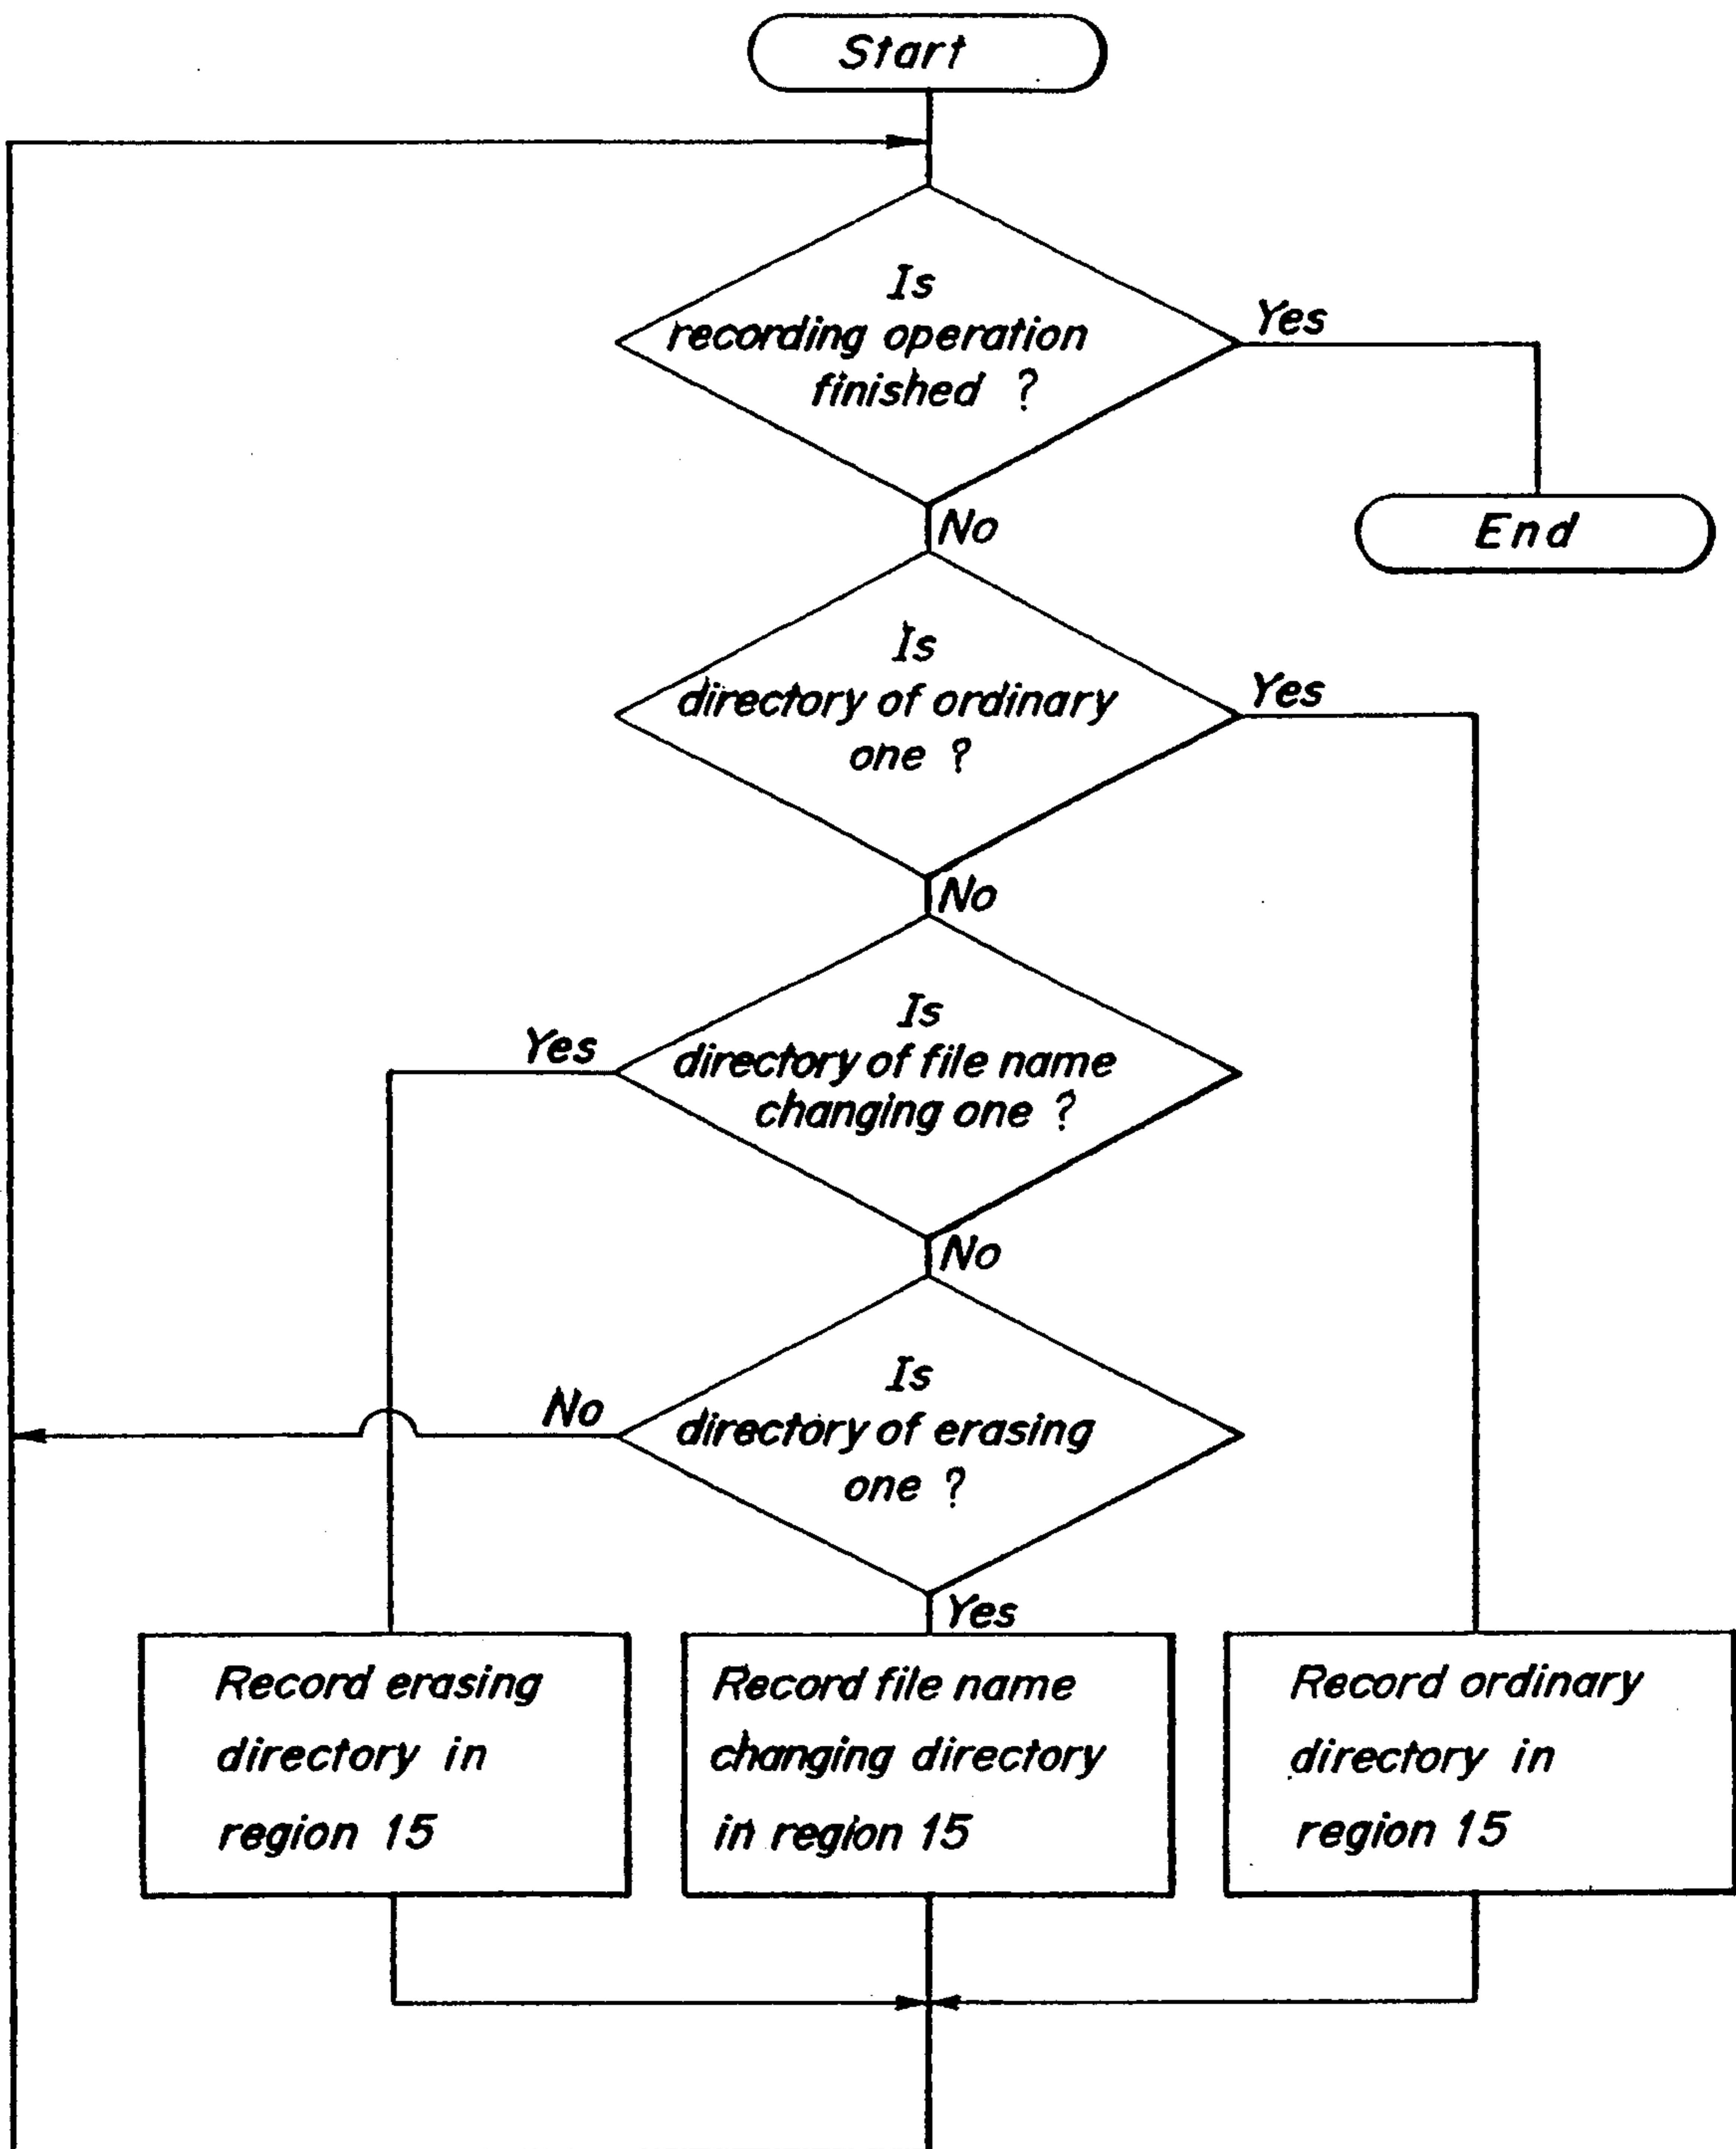 Start
Is
recording operation
finished ?
Yes
End
No
Is
directory of ordinary
one ?
Yes
No
Is
directory of file name
changing one ?
Yes
No
Is
directory of erasing
one ?
No
Yes
Record erasing
directory in
region 15
Record file name
changing directory
in region 15
Record ordinary
directory in
region 15